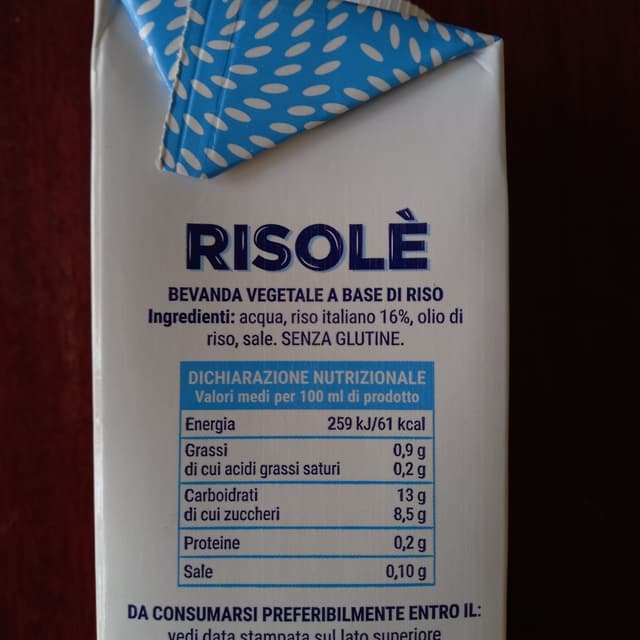 RISOLÈ
BEVANDA VEGETALE A BASE DI RISO
Ingredienti: acqua, riso italiano 16%, olio di
riso, sale. SENZA GLUTINE.
DICHIARAZIONE NUTRIZIONALE
Valori medi per 100 ml di prodotto
Energia 259 kJ/61 kcal
Grassi 0,9 g
di cui acidi grassi saturi 0,2 g
Carboidrati 13 g
di cui zuccheri 8,5 g
Proteine 0,2 g
Sale 0,10 g
DA CONSUMARSI PREFERIBILMENTE ENTRO IL:
vedi data stampata sul lato superiore